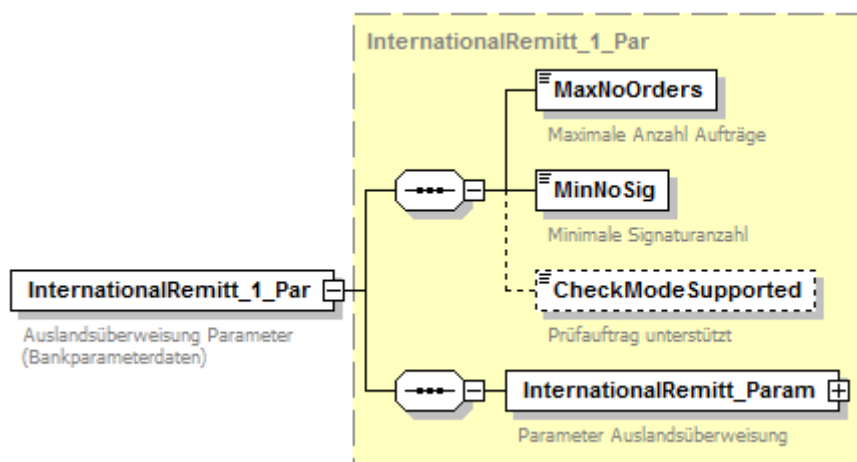 InternationalRemitt_1_Par
MaxNoOrders
Maximale Anzahl Aufträge
MinNoSig
Minimale Signaturanzahl
InternationalRemitt_1_Par
Auslandsüberweisung Parameter
(Bankparameterdaten)
CheckModeSupported
Prüfauftrag unterstützt
InternationalRemitt_Param
Parameter Auslandsüberweisung